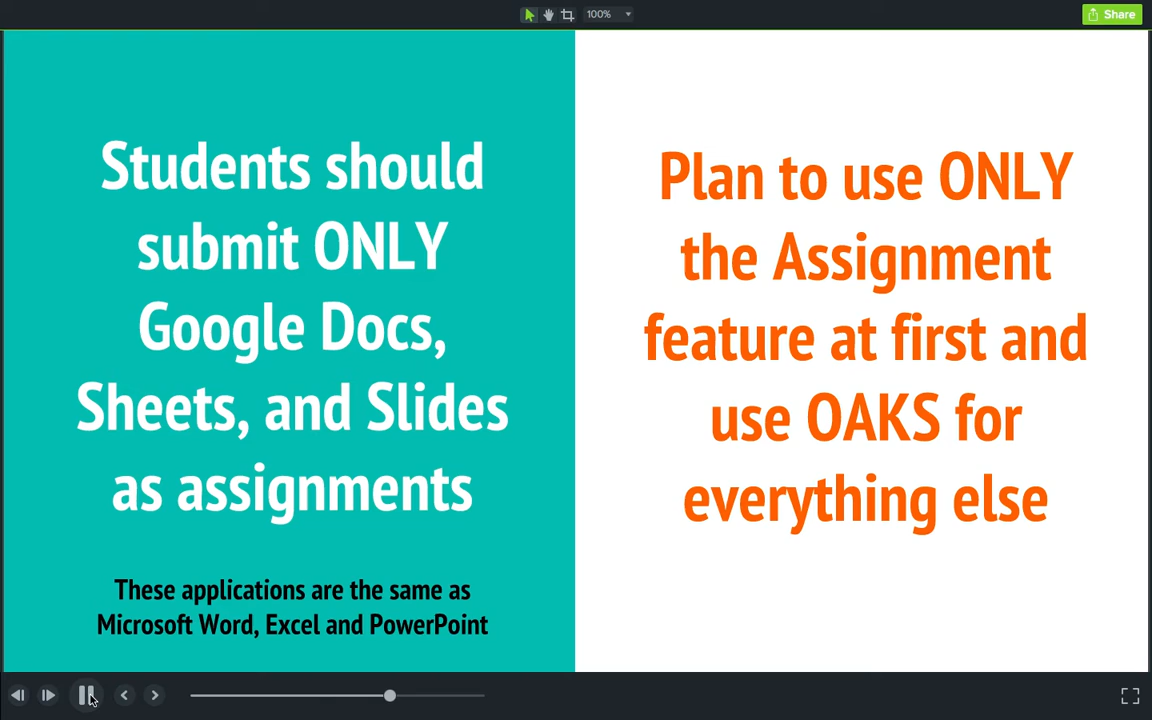 100%
Share
Students should
submit ONLY
Google Docs,
Sheets, and Slides
as assignments
These applications are the same as
Microsoft Word, Excel and PowerPoint
Plan to use ONLY
the Assignment
feature at first and
use OAKS for
everything else